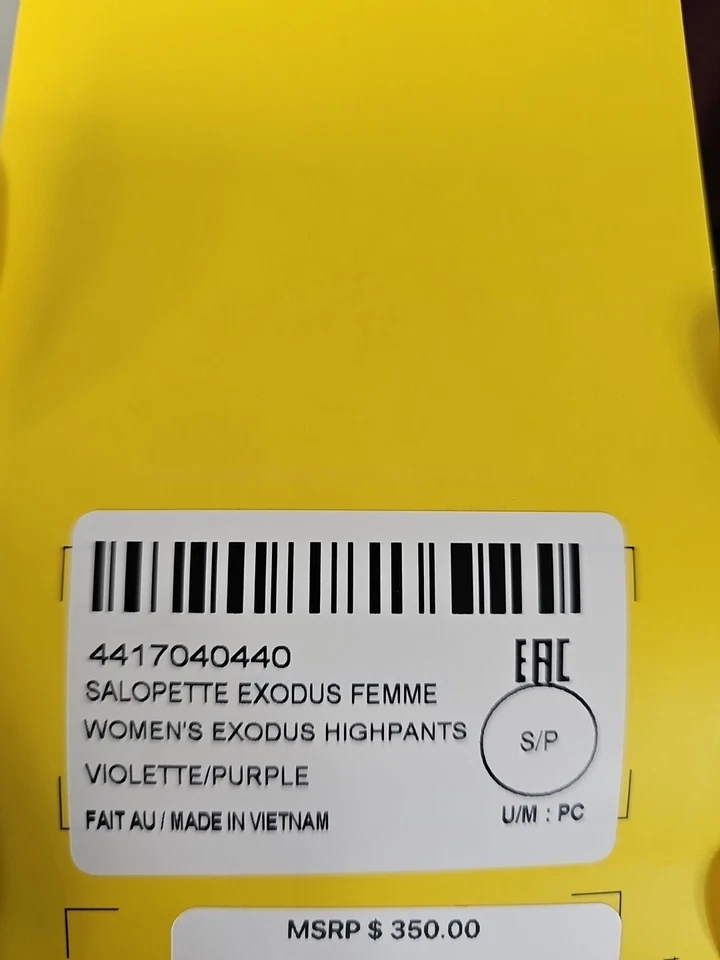 4417040440
EAC
SALOPETTE EXODUS FEMME
WOMEN'S EXODUS HIGHPANTS
S/P
VIOLETTE/PURPLE
FAIT AU / MADE IN VIETNAM
U/M : PC
MSRP $ 350.00